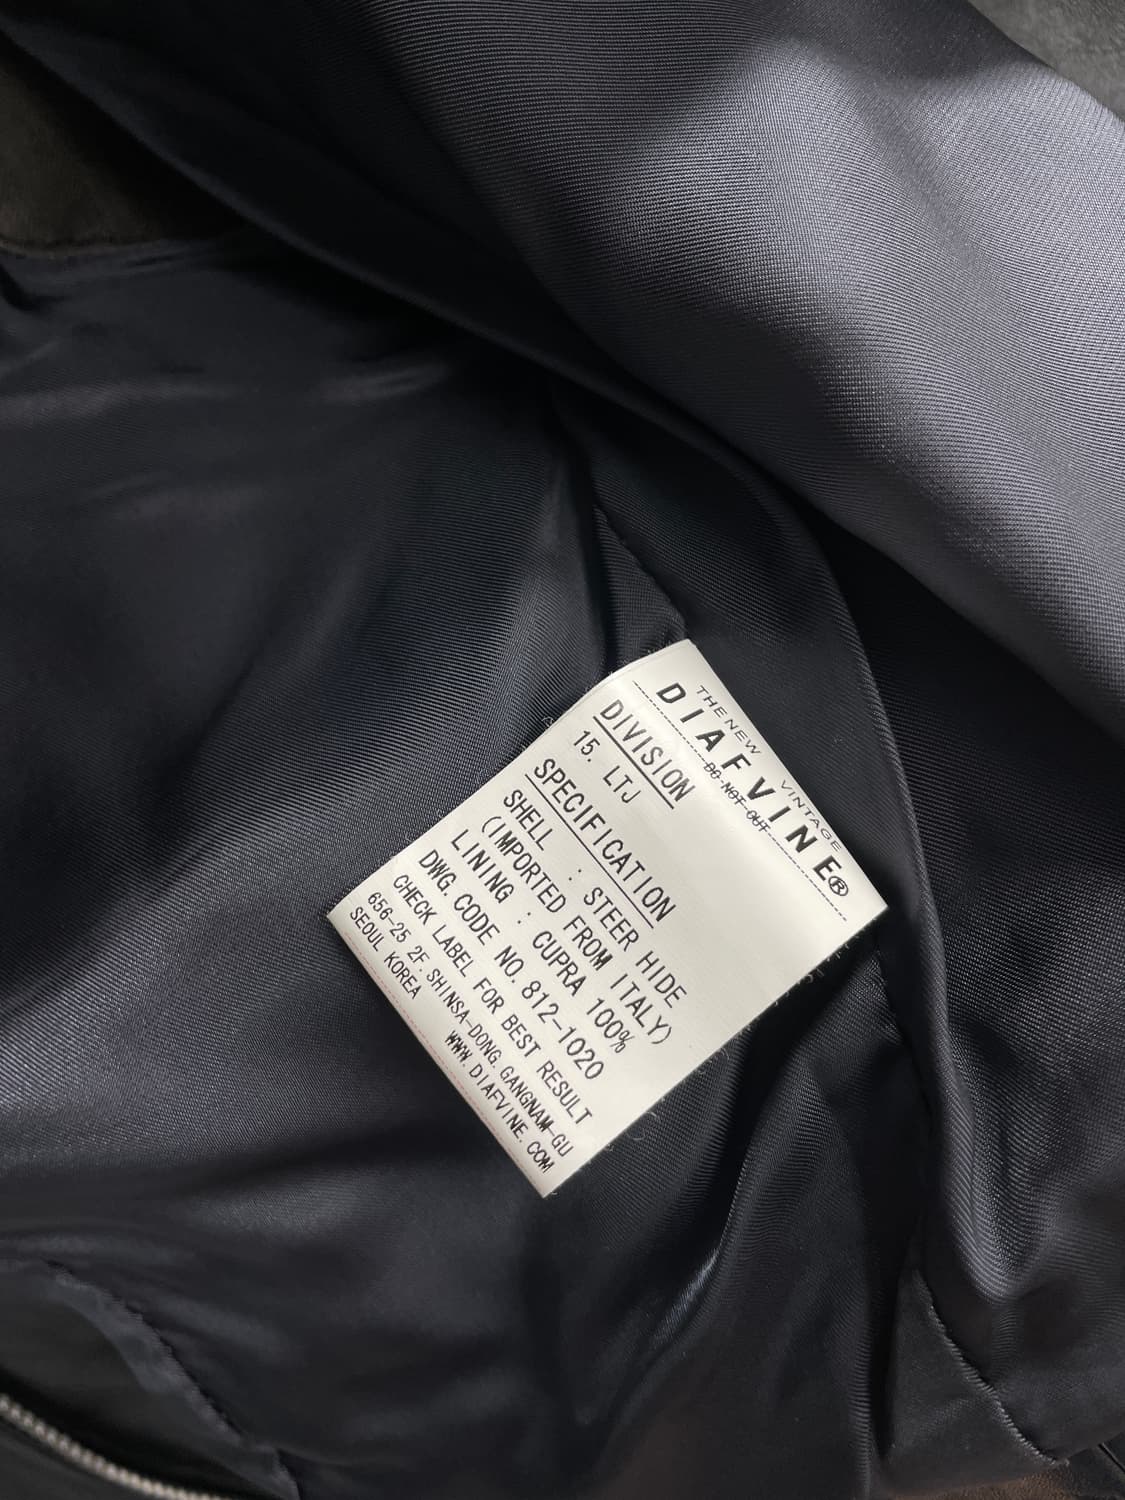 THE NEW VINTAGE
DIAFVINE®
DO NOT CUT
DIVISION
15. LTJ
SPECIFICATION
SHELL : STEER HIDE
(IMPORTED FROM ITALY)
LINING : CUPRA 100%
DWG. CODE NO. 812-1020
CHECK LABEL FOR BEST RESULT
656-25 2F. SHINSA-DONG. GANGNAM-GU
SEOUL KOREA WWW.DIAFVINE.COM